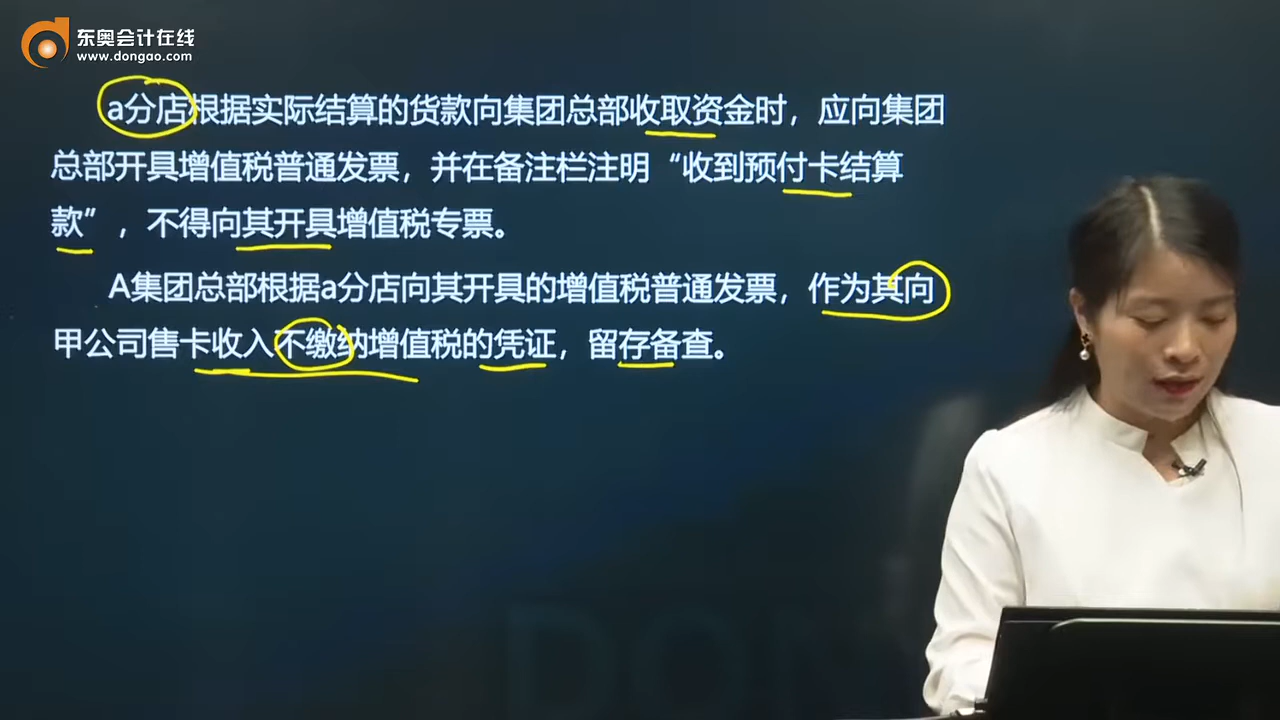 东奥会计在线
www.dongao.com
a分店根据实际结算的货款向集团总部收取资金时，应向集团
总部开具增值税普通发票，并在备注栏注明“收到预付卡结算
款”，不得向其开具增值税专票。
A集团总部根据a分店向其开具的增值税普通发票，作为其向
甲公司售卡收入不缴纳增值税的凭证，留存备查。